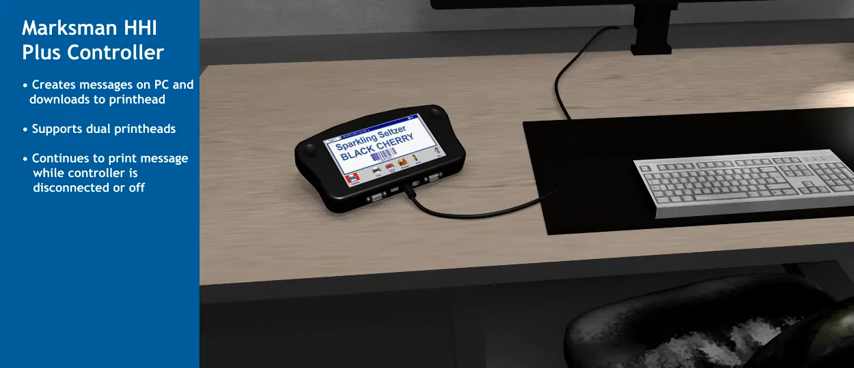 Marksman HHI
Plus Controller
• Creates messages on PC and
downloads to printhead
• Supports dual printheads
• Continues to print message
while controller is
disconnected or off
Sparkling Seltzer
BLACK CHERRY